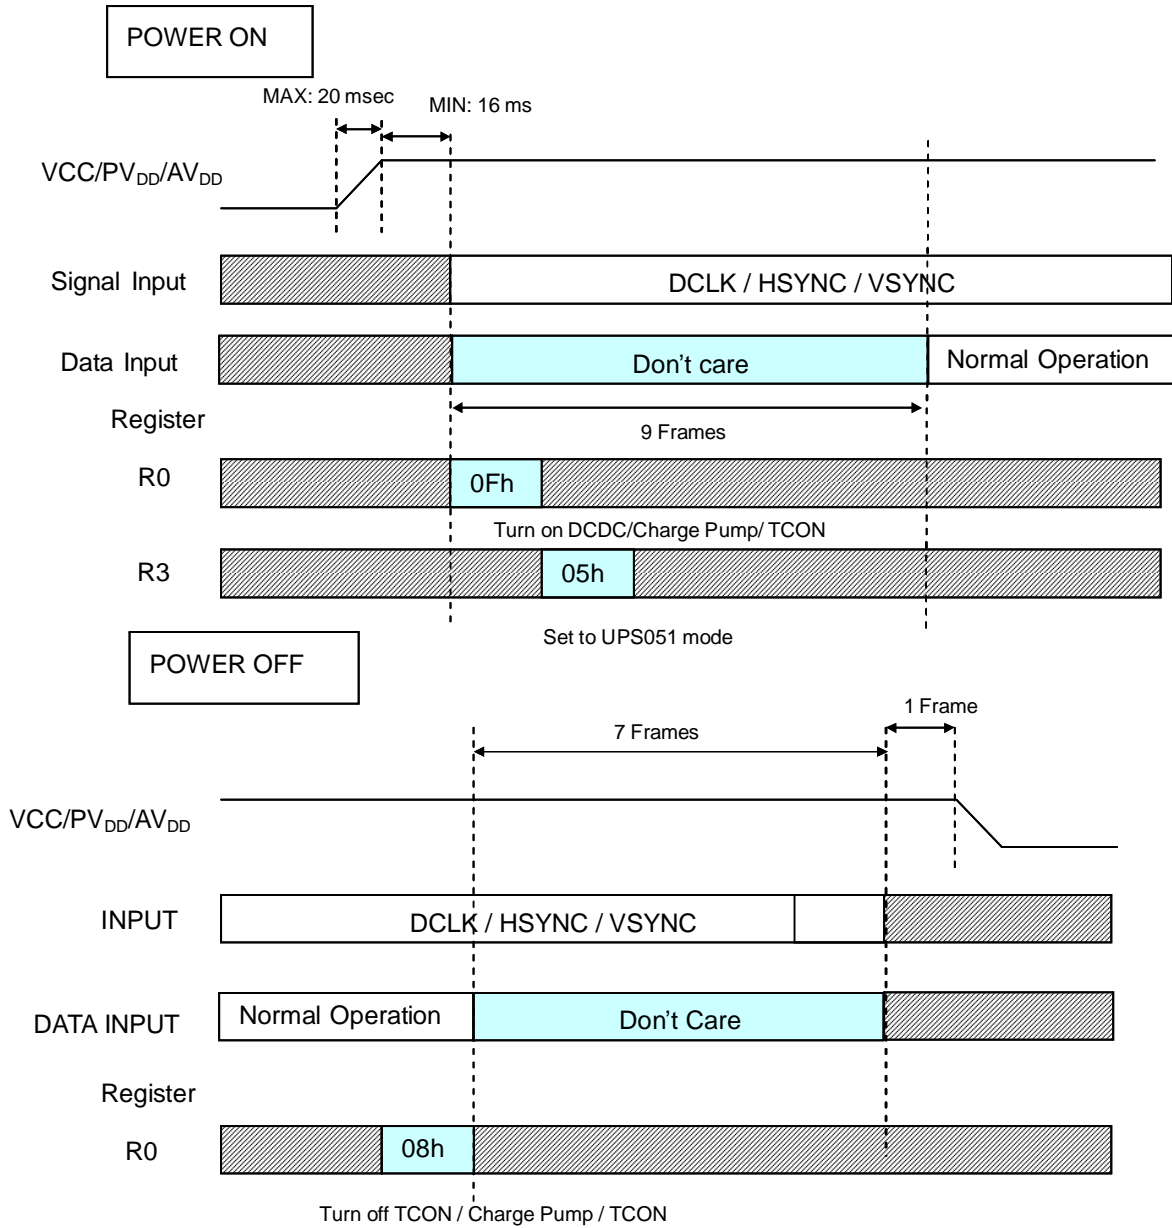 POWER ON
MAX: 20 msec
MIN: 16 ms
VCC/PVDD/AVDD
Signal Input
DCLK / HSYNC / VSYNC
Data Input
Don't care
Normal Operation
Register
9 Frames
R0
0Fh
Turn on DCDC/Charge Pump/ TCON
R3
05h
Set to UPS051 mode
POWER OFF
1 Frame
7 Frames
VCC/PVDD/AVDD
INPUT
DCLK / HSYNC / VSYNC
DATA INPUT
Normal Operation
Don't Care
Register
R0
08h
Turn off TCON / Charge Pump / TCON